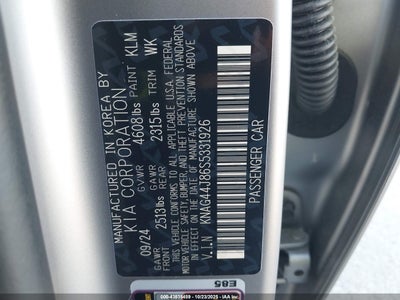 MANUFACTURED IN KOREA BY
KIA CORPORATION
GVWR 4608lbs PAINT KLM
09/24
GAWR FRONT 2513lbs GAWR REAR 2315lbs TRIM WK
THIS VEHICLE CONFORMS TO ALL APPLICABLE U.S.A. FEDERAL
MOTOR VEHICLE SAFETY, BUMPER, AND THEFT PREVENTION STANDARDS
IN EFFECT ON THE DATE OF MANUFACTURE SHOWN ABOVE
V.I.N KNAG44J86S5331926
PASSENGER CAR
E85
000-43515459 - 10/23/2025 - IAA